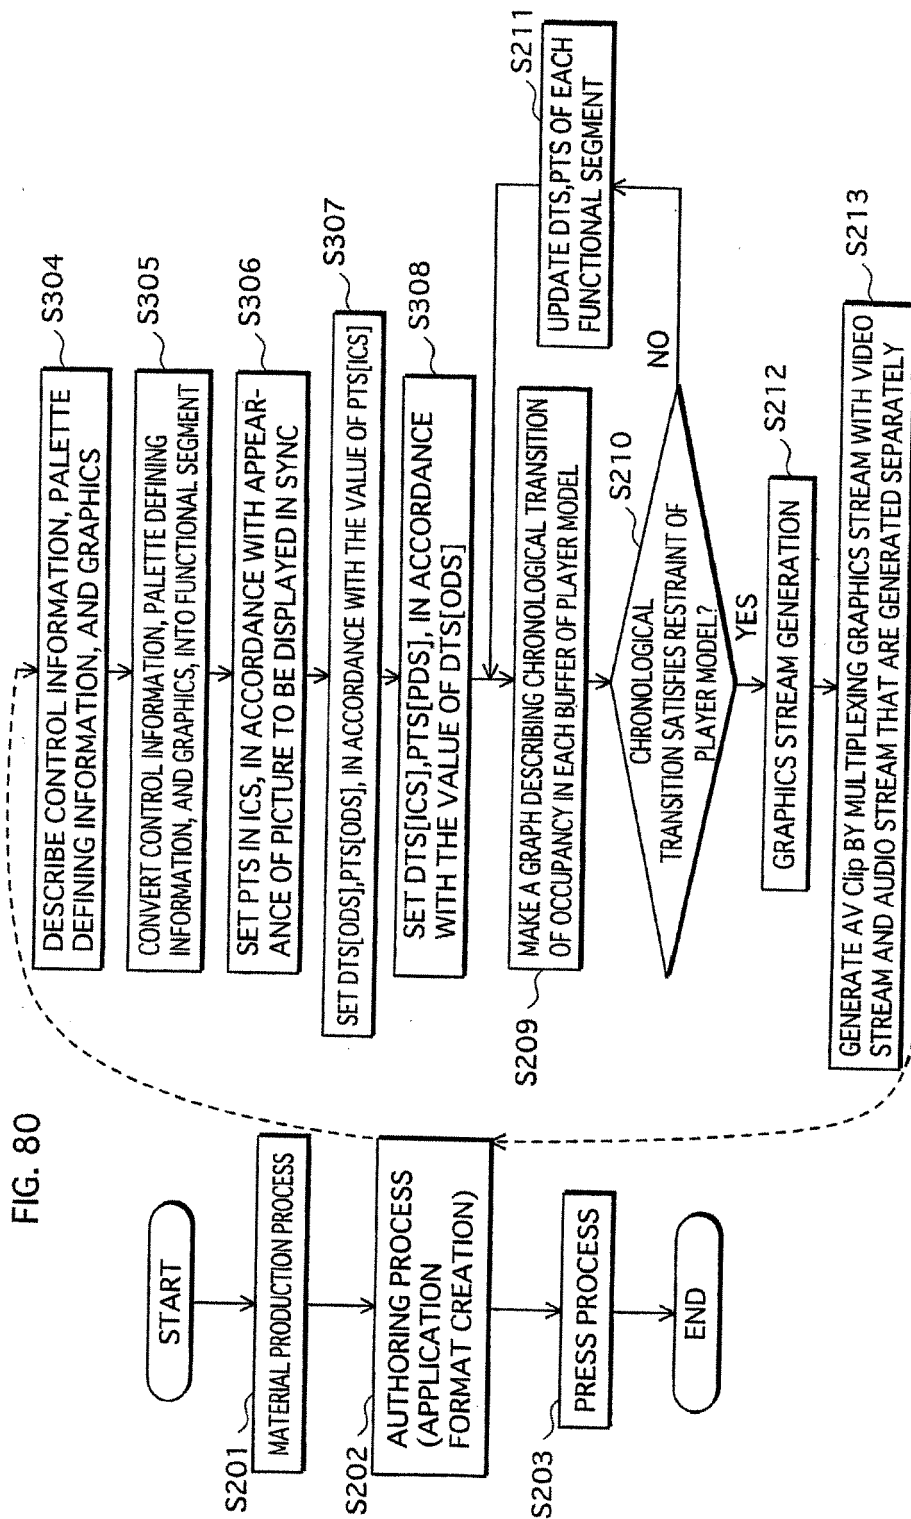 FIG. 80
START
S201
MATERIAL PRODUCTION PROCESS
S202
AUTHORING PROCESS
(APPLICATION
FORMAT CREATION)
S203
PRESS PROCESS
END
S304
DESCRIBE CONTROL INFORMATION, PALETTE
DEFINING INFORMATION, AND GRAPHICS
S305
CONVERT CONTROL INFORMATION, PALETTE DEFINING
INFORMATION, AND GRAPHICS, INTO FUNCTIONAL SEGMENT
S306
SET PTS IN ICS, IN ACCORDANCE WITH APPEAR-
ANCE OF PICTURE TO BE DISPLAYED IN SYNC
S307
SET DTS[ODS],PTS[ODS], IN ACCORDANCE WITH THE VALUE OF PTS[ICS]
S308
SET DTS[ICS],PTS[PDS], IN ACCORDANCE
WITH THE VALUE OF DTS[ODS]
S209
MAKE A GRAPH DESCRIBING CHRONOLOGICAL TRANSITION
OF OCCUPANCY IN EACH BUFFER OF PLAYER MODEL
S210
CHRONOLOGICAL
TRANSITION SATISFIES RESTRAINT OF
PLAYER MODEL?
NO
S211
UPDATE DTS,PTS OF EACH
FUNCTIONAL SEGMENT
YES
S212
GRAPHICS STREAM GENERATION
S213
GENERATE AV Clip BY MULTIPLEXING GRAPHICS STREAM WITH VIDEO
STREAM AND AUDIO STREAM THAT ARE GENERATED SEPARATELY